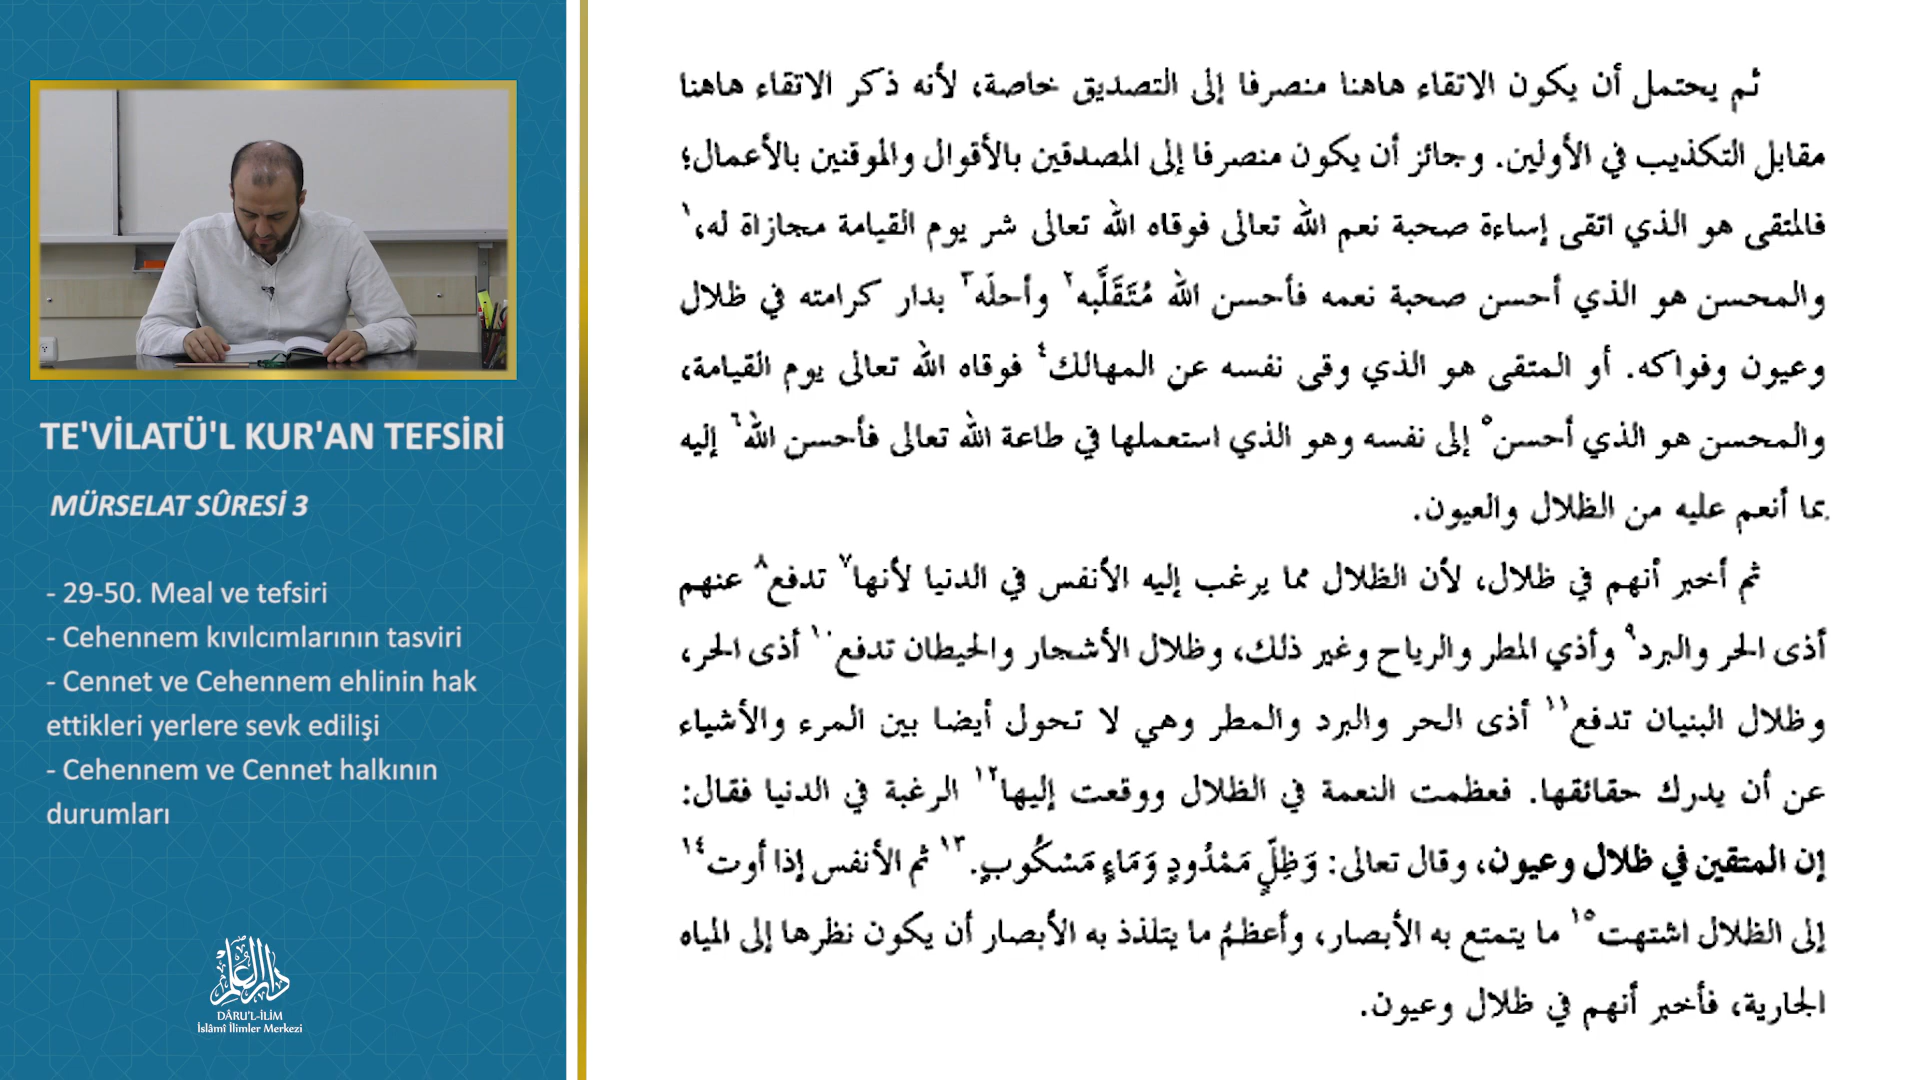 TE'VİLATÜ'L KUR'AN TEFSİRİ
MÜRSELAT SÛRESİ 3
- 29-50. Meal ve tefsiri
- Cehennem kıvılcımlarının tasviri
- Cennet ve Cehennem ehlinin hak
ettikleri yerlere sevk edilişi
- Cehennem ve Cennet halkının
durumları
دار العلم
DÂRU'L-İLİM
İslâmî İlimler Merkezi
ثم يحتمل أن يكون الاتقاء هاهنا منصرفا إلى التصديق خاصة، لأنه ذكر الاتقاء هاهنا
مقابل التكذيب في الأولين. وجائز أن يكون منصرفا إلى المصدقين بالأقوال والموقنين بالأعمال؛
فالمتقى هو الذي اتقى إساءة صحبة نعم الله تعالى فوقاه الله تعالى شر يوم القيامة مجازاة له،١
والمحسن هو الذي أحسن صحبة نعمه فأحسن الله مُتَقَلَّبه٢ وأحلّه٣ بدار كرامته في ظلال
وعيون وفواكه. أو المتقى هو الذي وقى نفسه عن المهالك٤ فوقاه الله تعالى يوم القيامة،
والمحسن هو الذي أحسن٥ إلى نفسه وهو الذي استعملها في طاعة الله تعالى فأحسن الله٦ إليه
بما أنعم عليه من الظلال والعيون.
ثم أخبر أنهم في ظلال، لأن الظلال مما يرغب إليه الأنفس في الدنيا لأنها٧ تدفع٨ عنهم
أذى الحر والبرد٩ وأذي المطر والرياح وغير ذلك، وظلال الأشجار والحيطان تدفع١٠ أذى الحر،
وظلال البنيان تدفع١١ أذى الحر والبرد والمطر وهي لا تحول أيضا بين المرء والأشياء
عن أن يدرك حقائقها. فعظمت النعمة في الظلال ووقعت إليها١٢ الرغبة في الدنيا فقال:
إن المتقين في ظلال وعيون، وقال تعالى: وَظِلٍّ مَمْدُودٍ وَمَاءٍ مَسْكُوبٍ.١٣ ثم الأنفس إذا أوت١٤
إلى الظلال اشتهت١٥ ما يتمتع به الأبصار، وأعظمُ ما يتلذذ به الأبصار أن يكون نظرها إلى المياه
الجارية، فأخبر أنهم في ظلال وعيون.